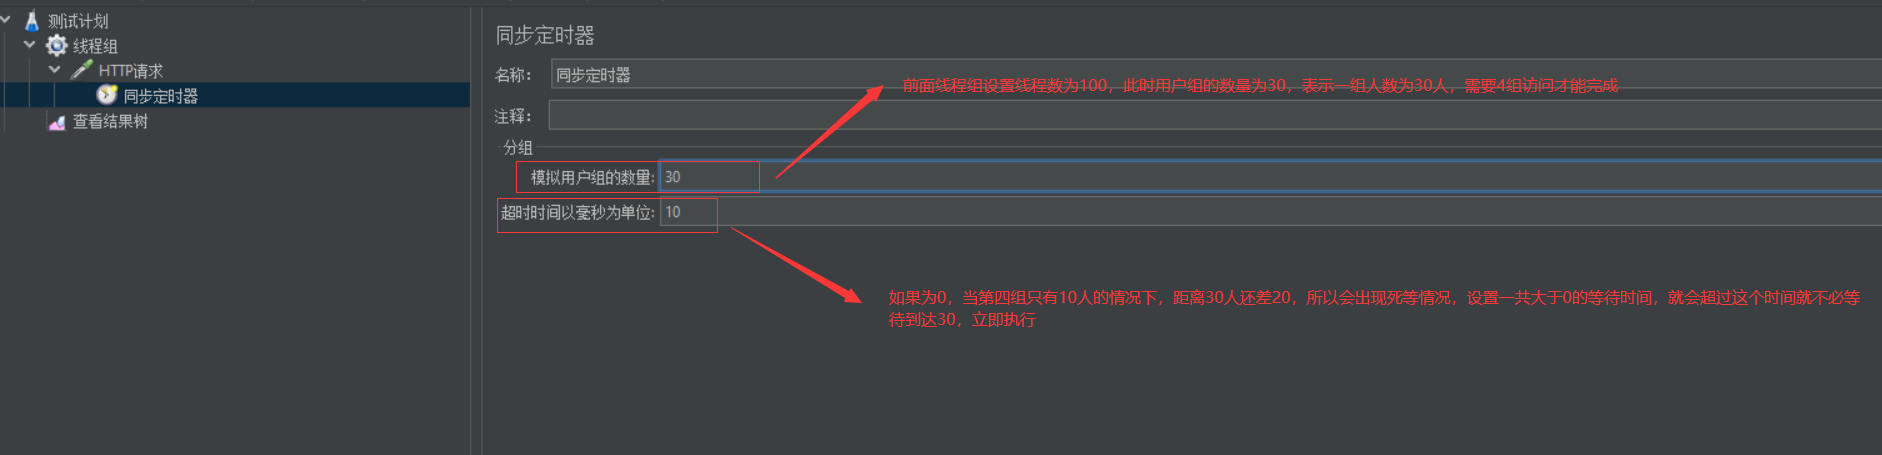 测试计划
线程组
HTTP请求
同步定时器
查看结果树
同步定时器
名称： 同步定时器
前面线程组设置线程数为100，此时用户组的数量为30，表示一组人数为30人，需要4组访问才能完成
注释：
分组
模拟用户组的数量: 30
超时时间以毫秒为单位: 10
如果为0，当第四组只有10人的情况下，距离30人还差20，所以会出现死等情况，设置一共大于0的等待时间，就会超过这个时间就不必等
待到达30，立即执行